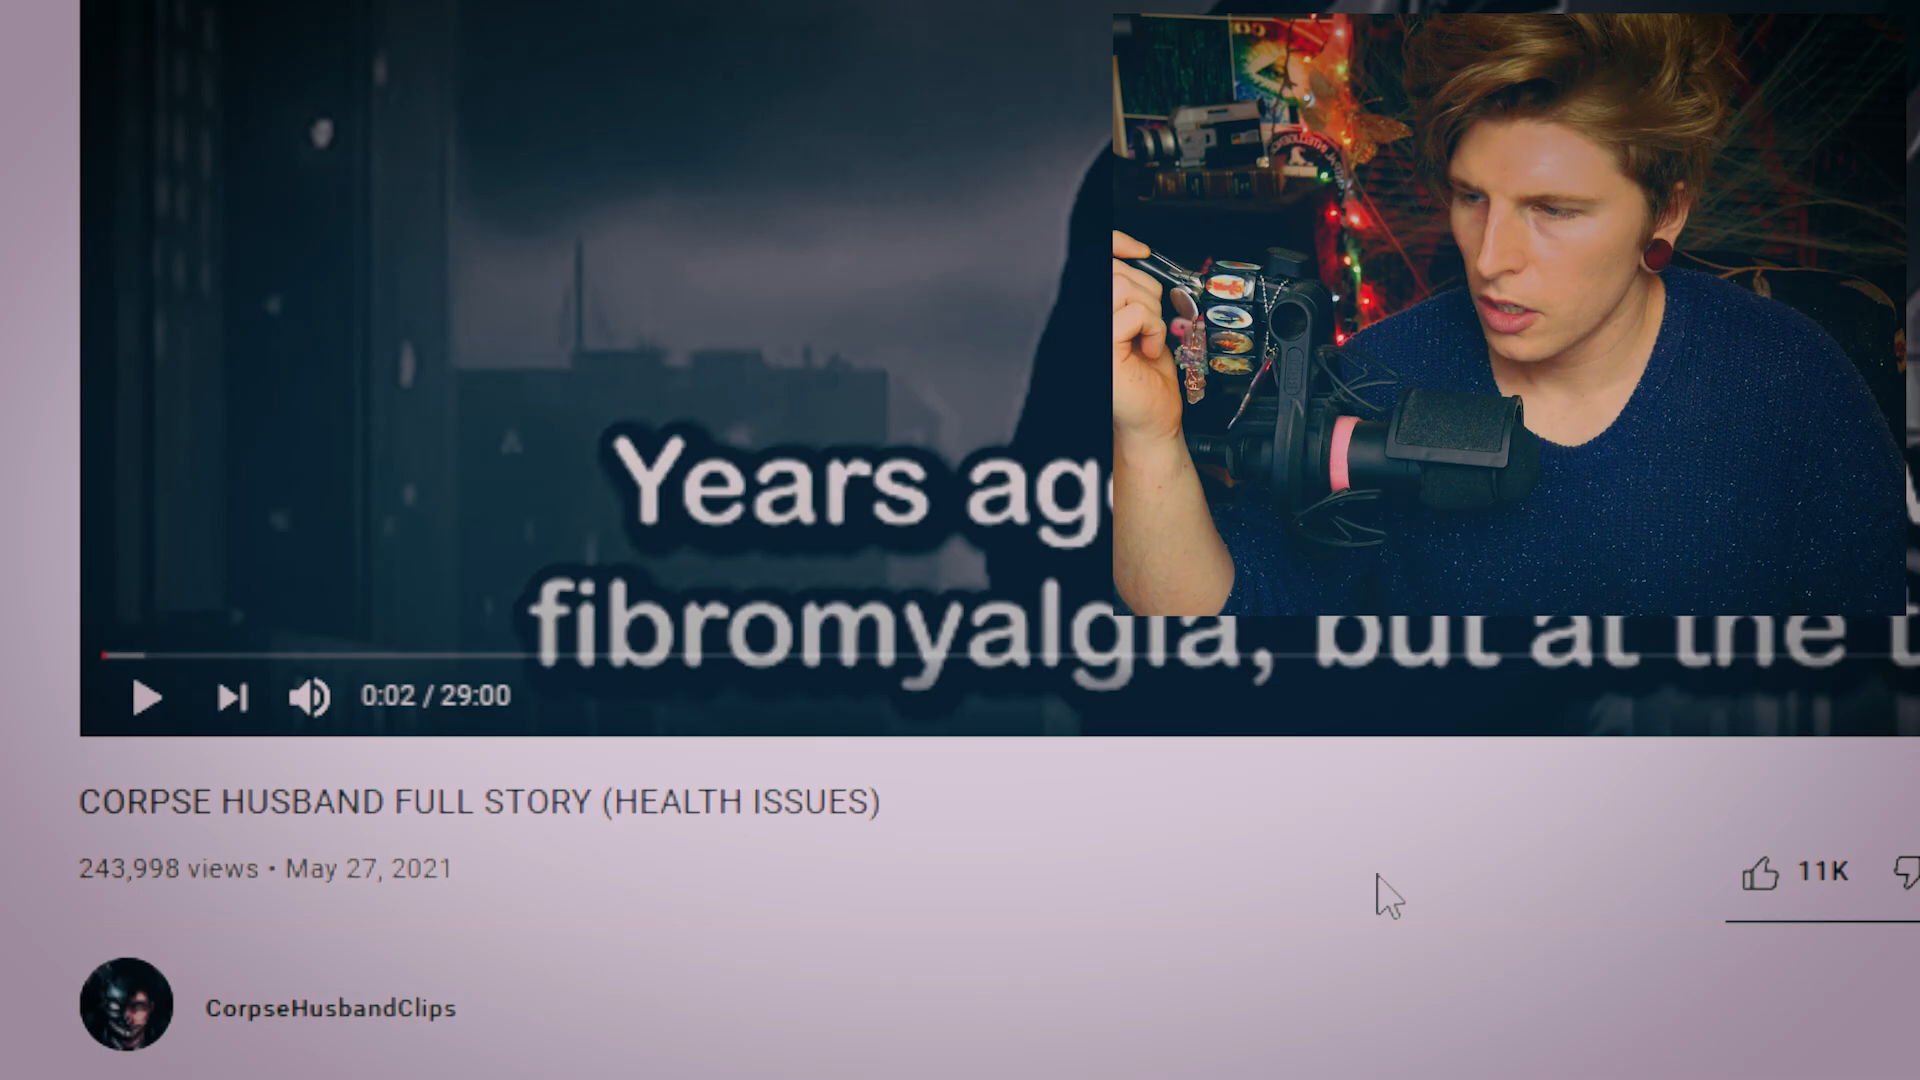 Years ag
fibromyalgia, but at the t
0:02 / 29:00
CORPSE HUSBAND FULL STORY (HEALTH ISSUES)
243,998 views • May 27, 2021
11K
CorpseHusbandClips